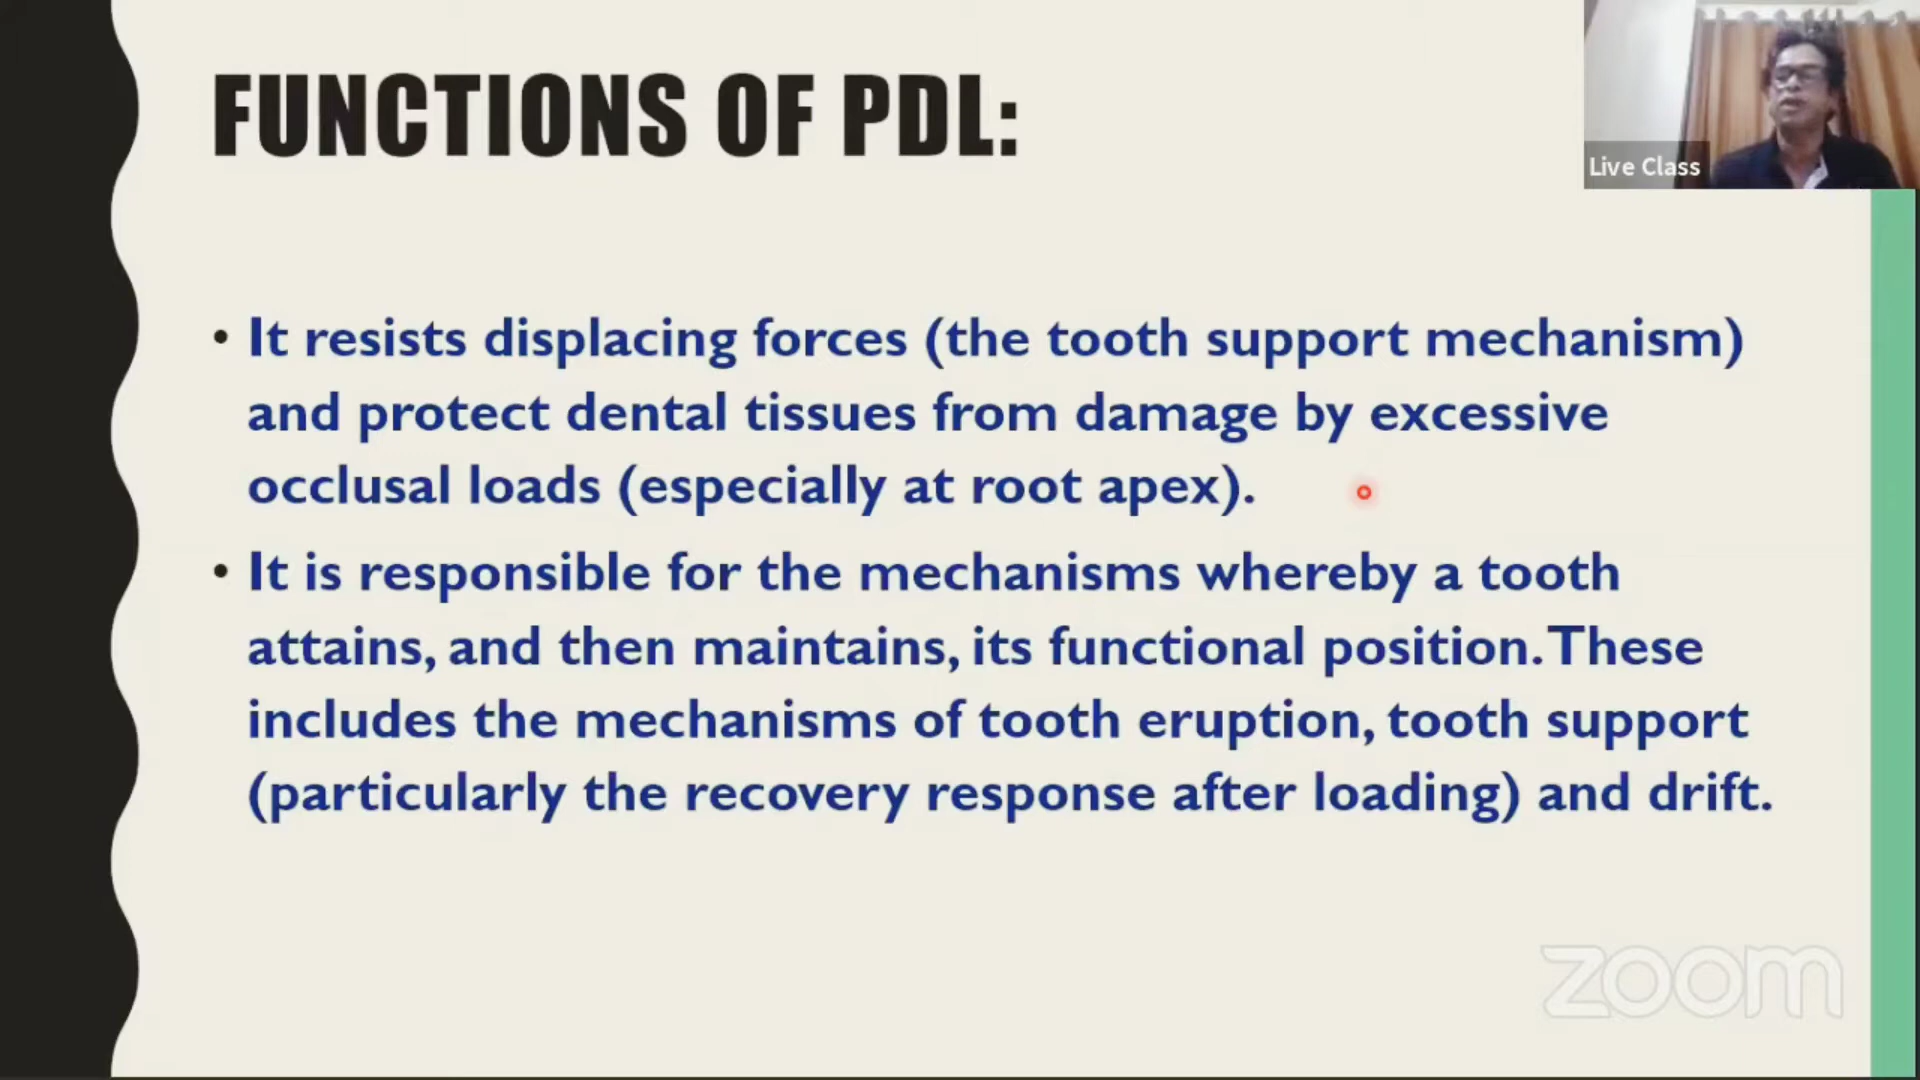 FUNCTIONS OF PDL:
Live Class
• It resists displacing forces (the tooth support mechanism)
and protect dental tissues from damage by excessive
occlusal loads (especially at root apex).
• It is responsible for the mechanisms whereby a tooth
attains, and then maintains, its functional position. These
includes the mechanisms of tooth eruption, tooth support
(particularly the recovery response after loading) and drift.
zoom